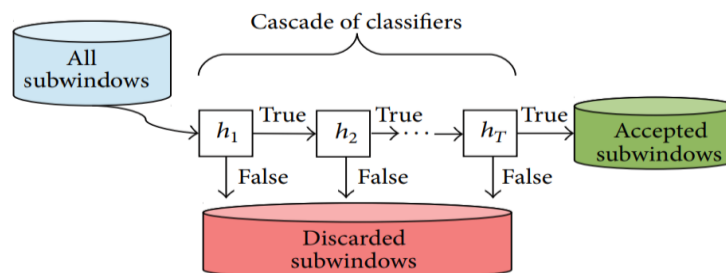 Cascade of classifiers
All
subwindows
h1 True h2 True ··· hT True
Accepted
subwindows
False False False
Discarded
subwindows